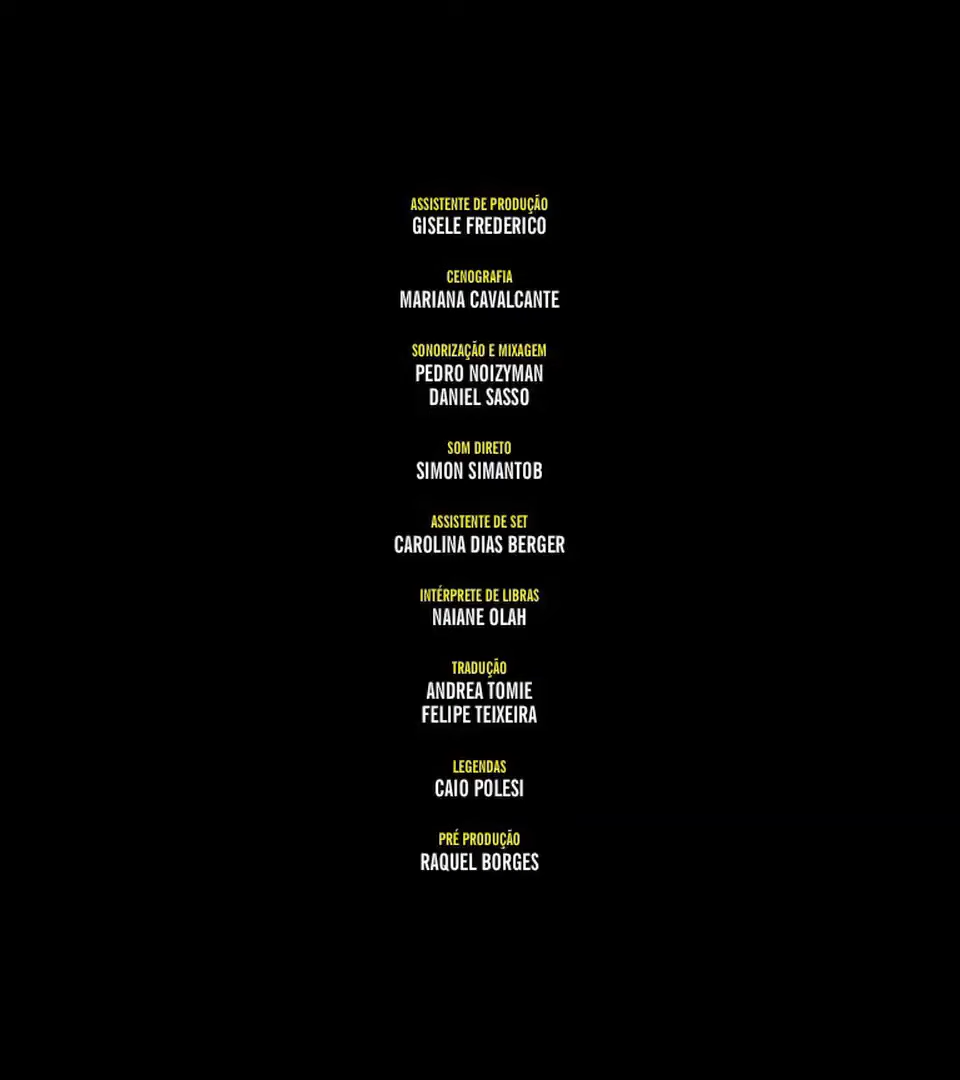 ASSISTENTE DE PRODUÇÃO
GISELE FREDERICO
CENOGRAFIA
MARIANA CAVALCANTE
SONORIZAÇÃO E MIXAGEM
PEDRO NOIZYMAN
DANIEL SASSO
SOM DIRETO
SIMON SIMANTOB
ASSISTENTE DE SET
CAROLINA DIAS BERGER
INTÉRPRETE DE LIBRAS
NAIANE OLAH
TRADUÇÃO
ANDREA TOMIE
FELIPE TEIXEIRA
LEGENDAS
CAIO POLESI
PRÉ PRODUÇÃO
RAQUEL BORGES